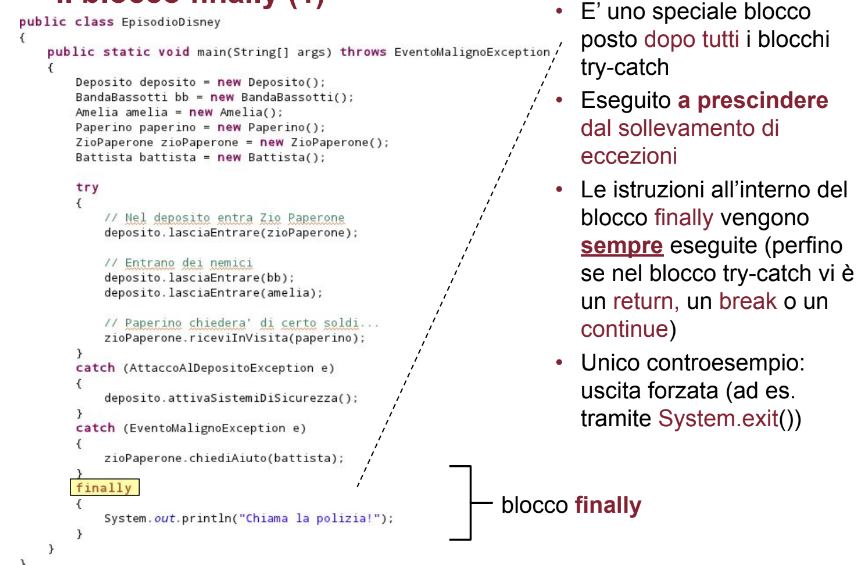 Il blocco finally (1)
public class EpisodioDisney
{
public static void main(String[] args) throws EventoMalignoException
{
Deposito deposito = new Deposito();
BandaBassotti bb = new BandaBassotti();
Amelia amelia = new Amelia();
Paperino paperino = new Paperino();
ZioPaperone zioPaperone = new ZioPaperone();
Battista battista = new Battista();
try
{
// Nel deposito entra Zio Paperone
deposito.lasciaEntrare(zioPaperone);
// Entrano dei nemici
deposito.lasciaEntrare(bb);
deposito.lasciaEntrare(amelia);
// Paperino chiedera' di certo soldi...
zioPaperone.riceviInVisita(paperino);
}
catch (AttaccoAlDepositoException e)
{
deposito.attivaSistemiDiSicurezza();
}
catch (EventoMalignoException e)
{
zioPaperone.chiediAiuto(battista);
}
finally
{
System.out.println("Chiama la polizia!");
}
}
}
• E' uno speciale blocco
posto dopo tutti i blocchi
try-catch
• Eseguito a prescindere
dal sollevamento di
eccezioni
• Le istruzioni all'interno del
blocco finally vengono
sempre eseguite (perfino
se nel blocco try-catch vi è
un return, un break o un
continue)
• Unico controesempio:
uscita forzata (ad es.
tramite System.exit())
blocco finally